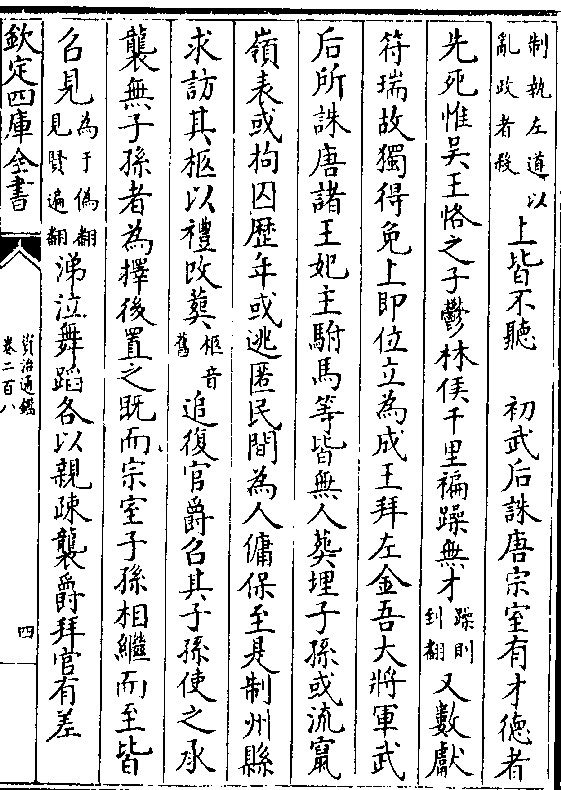 制執左道以亂政者殺上皆不聽　初武后誅唐宗室有才德者
先死惟吳王恪之子鬱林侯千里褊躁無才躁則到翻又數獻
符瑞故獨得免上即位立為成王拜左金吾大將軍武
后所誅唐諸王妃主駙馬等皆無人葬埋子孫或流竄
嶺表或拘囚歷年或逃匿民間為人傭保至是制州縣
求訪其柩以禮改葬柩音舊追復官爵召其子孫使之承
襲無子孫者為擇後置之既而宗室子孫相繼而至皆
召見為于偽翻見賢遍翻涕泣舞蹈各以親疎襲爵拜官有差
欽定四庫全書
資治通鑑
卷二百八
四